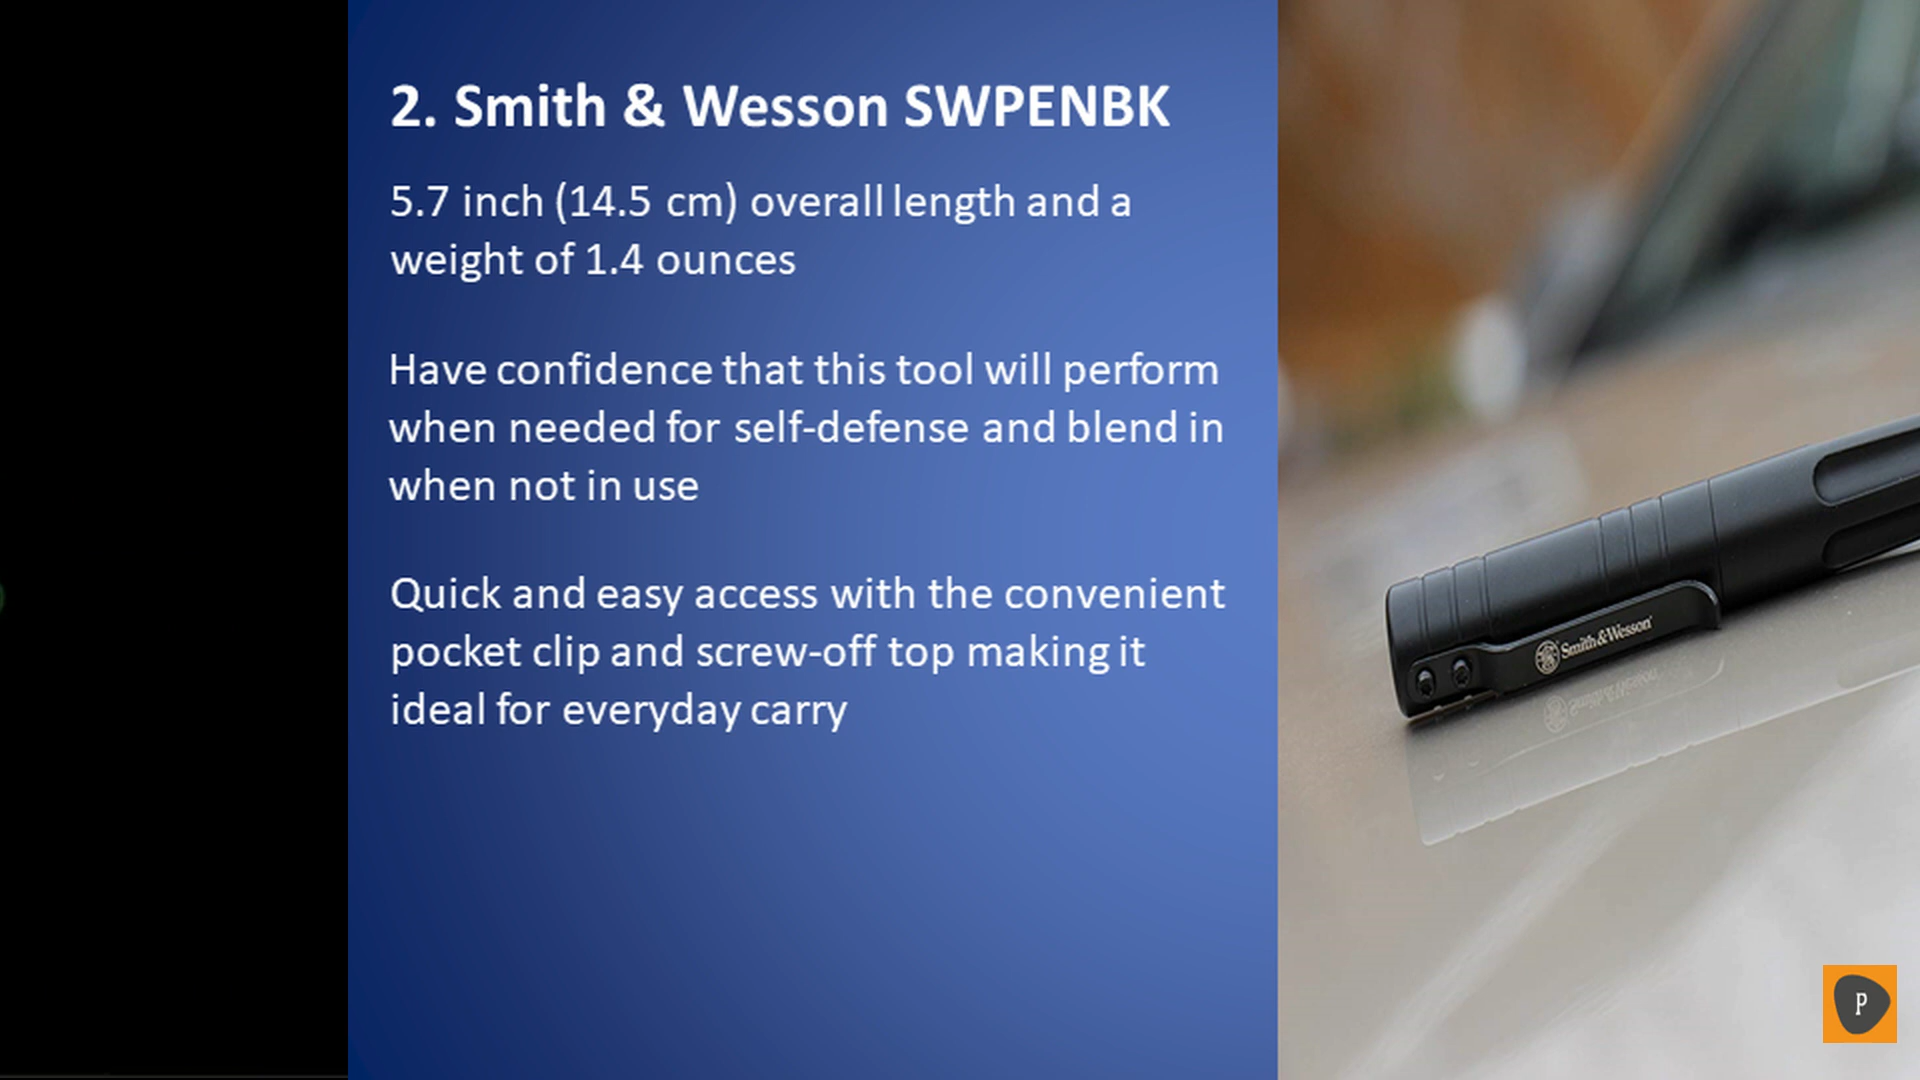 2. Smith & Wesson SWPENBK
5.7 inch (14.5 cm) overall length and a
weight of 1.4 ounces
Have confidence that this tool will perform
when needed for self-defense and blend in
when not in use
Quick and easy access with the convenient
pocket clip and screw-off top making it
ideal for everyday carry
Smith&Wesson
P